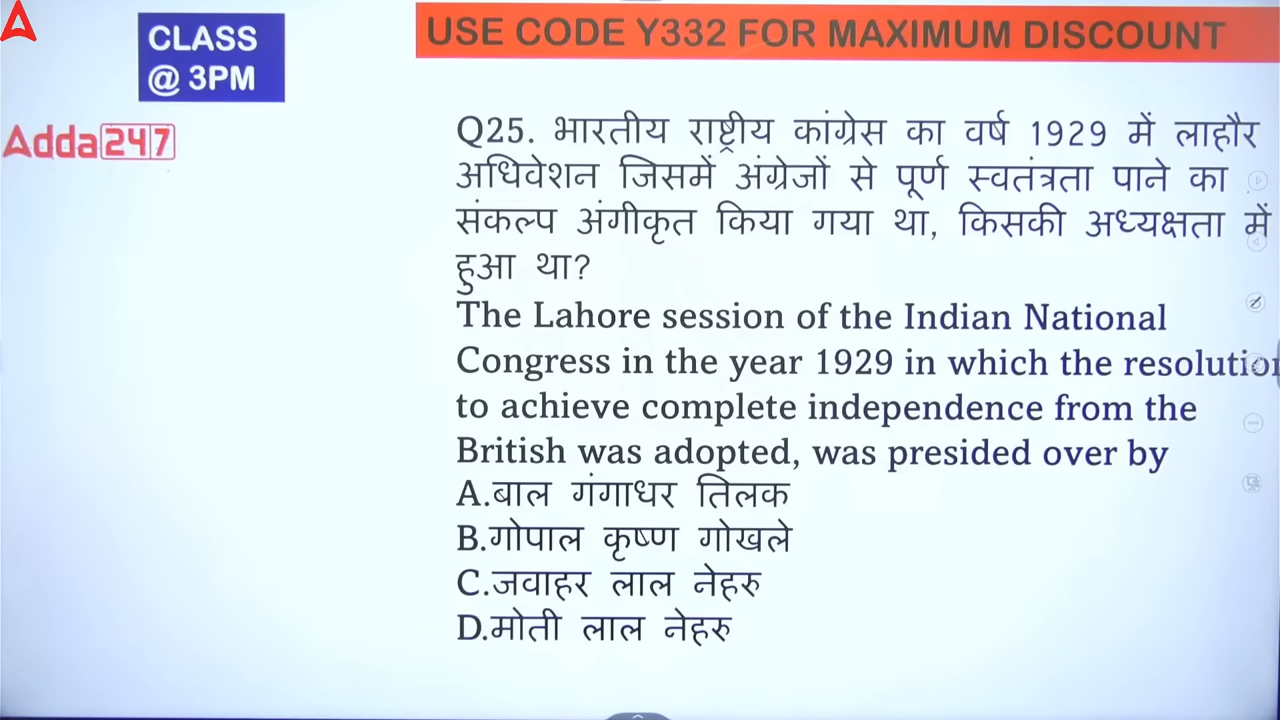 CLASS
@ 3PM
USE CODE Y332 FOR MAXIMUM DISCOUNT
Adda247
Q25. भारतीय राष्ट्रीय कांग्रेस का वर्ष 1929 में लाहौर
अधिवेशन जिसमें अंग्रेजों से पूर्ण स्वतंत्रता पाने का
संकल्प अंगीकृत किया गया था, किसकी अध्यक्षता में
हुआ था?
The Lahore session of the Indian National
Congress in the year 1929 in which the resolution
to achieve complete independence from the
British was adopted, was presided over by
A.बाल गंगाधर तिलक
B.गोपाल कृष्ण गोखले
C.जवाहर लाल नेहरु
D.मोती लाल नेहरु